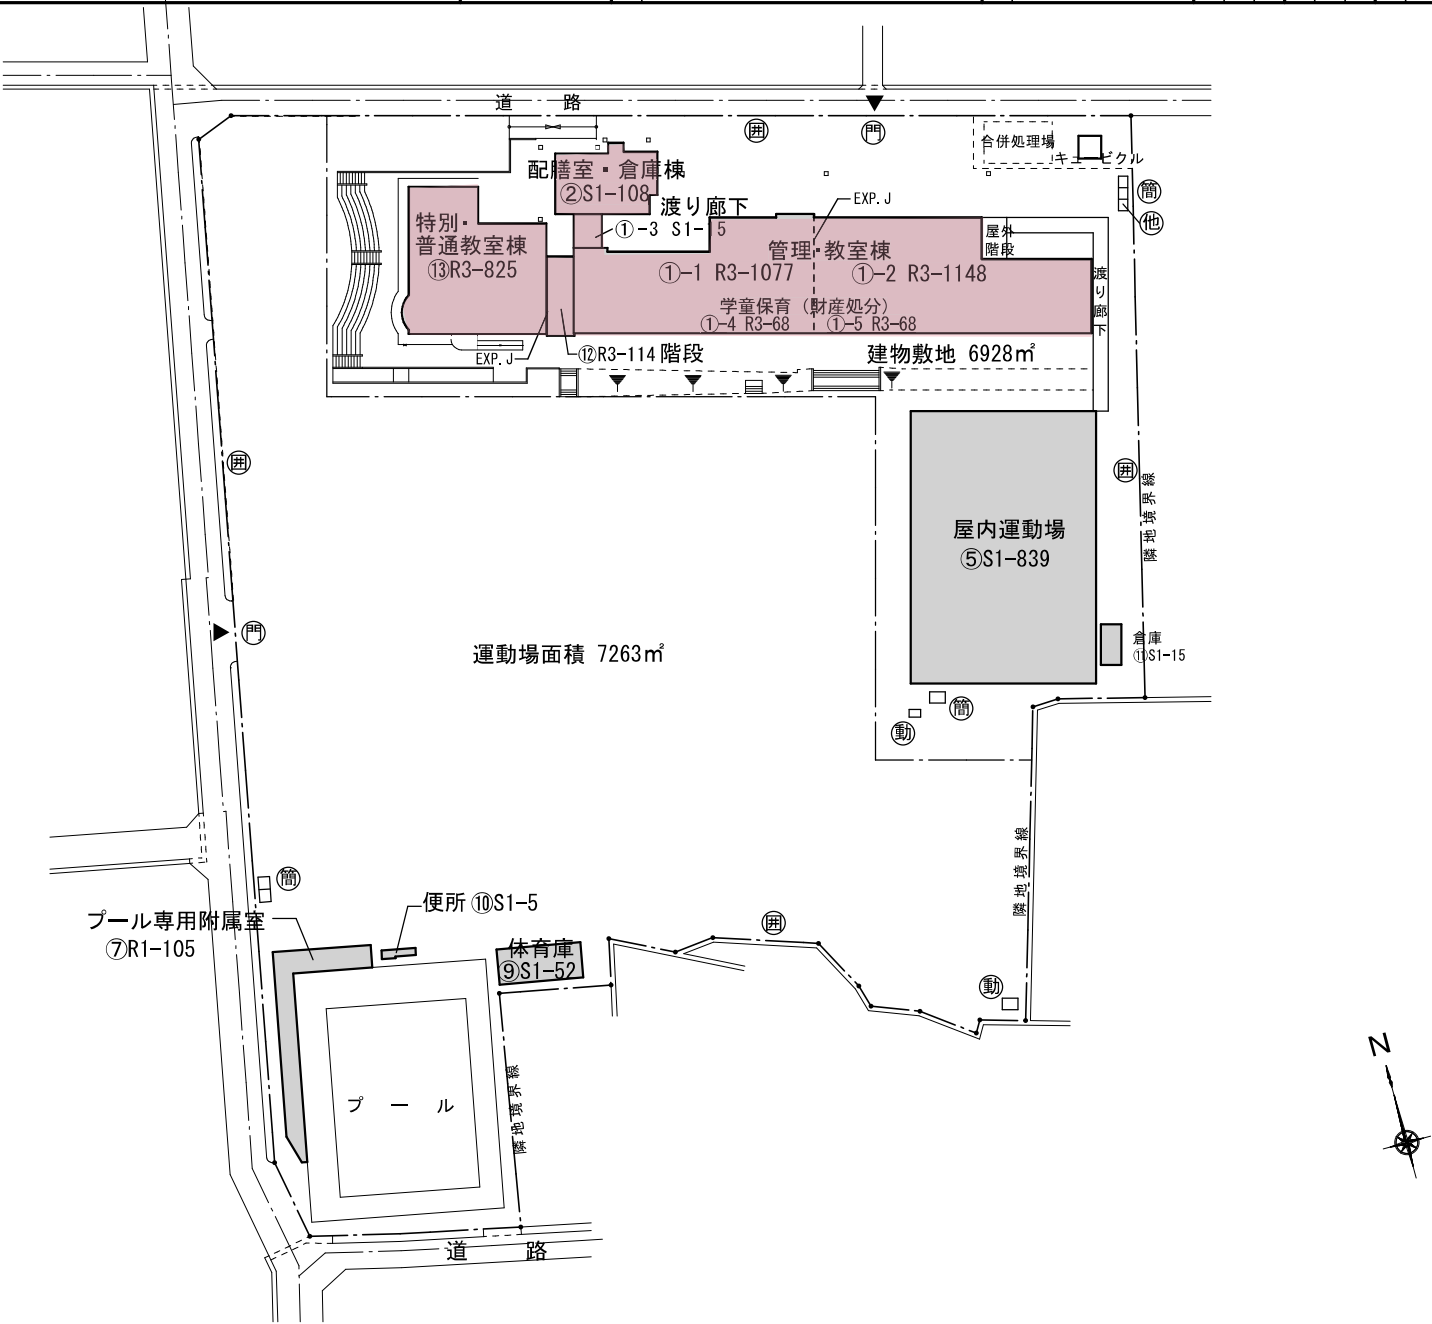 道 路
囲
門
合併処理場
キュービクル
配膳室・倉庫棟
②S1-108
渡り廊下
①-3 S1-15
EXP.J
簡
他
特別・
普通教室棟
⑬R3-825
管理・教室棟
①-1 R3-1077
①-2 R3-1148
屋外
階段
渡り廊下
学童保育（財産処分）
①-4 R3-68
①-5 R3-68
EXP.J
⑫R3-114 階段
建物敷地 6928㎡
囲
囲
隣地境界線
屋内運動場
⑤S1-839
門
運動場面積 7263㎡
倉庫
⑪S1-15
簡
動
隣地境界線
簡
プール専用附属室
⑦R1-105
便所 ⑩S1-5
体育庫
⑨S1-52
囲
動
N
プール
隣地境界線
道 路